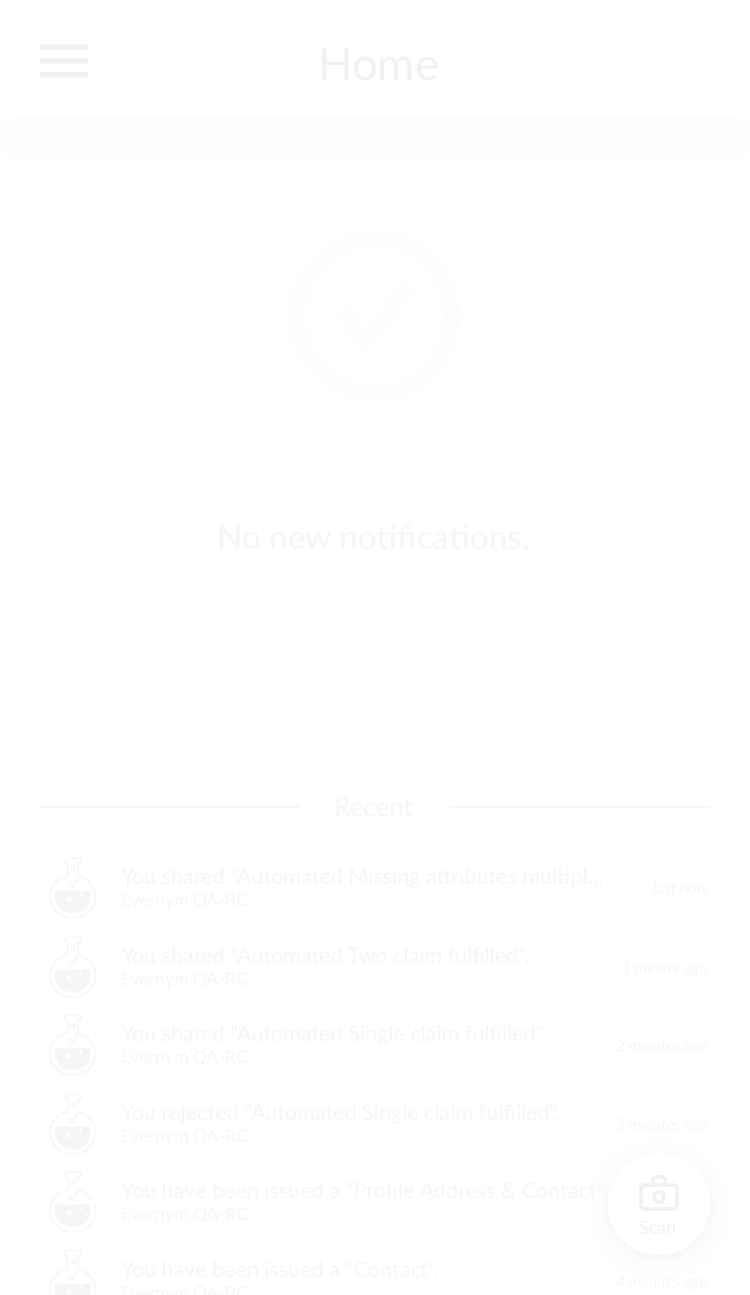 Home
No new notifications.
Recent
You shared "Automated Missing attributes multipl...
Just now
Evernym QA-RC
You shared "Automated Two claim fulfilled".
1 minute ago
Evernym QA-RC
You shared "Automated Single claim fulfilled"
2 minutes ago
Evernym QA-RC
You rejected "Automated Single claim fulfilled".
3 minutes ago
Evernym QA-RC
You have been issued a "Profile Address & Contact".
Evernym QA-RC
Scan
You have been issued a "Contact".
4 minutes ago
Evernym QA-RC